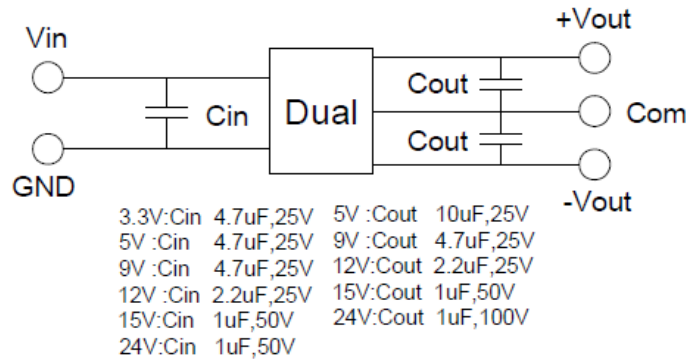 +Vout
Vin
Cout
Cin
Dual
Com
Cout
GND
-Vout
3.3V:Cin 4.7uF,25V 5V :Cout 10uF,25V
5V :Cin 4.7uF,25V 9V :Cout 4.7uF,25V
9V :Cin 4.7uF,25V 12V:Cout 2.2uF,25V
12V :Cin 2.2uF,25V 15V:Cout 1uF,50V
15V:Cin 1uF,50V 24V:Cout 1uF,100V
24V:Cin 1uF,50V